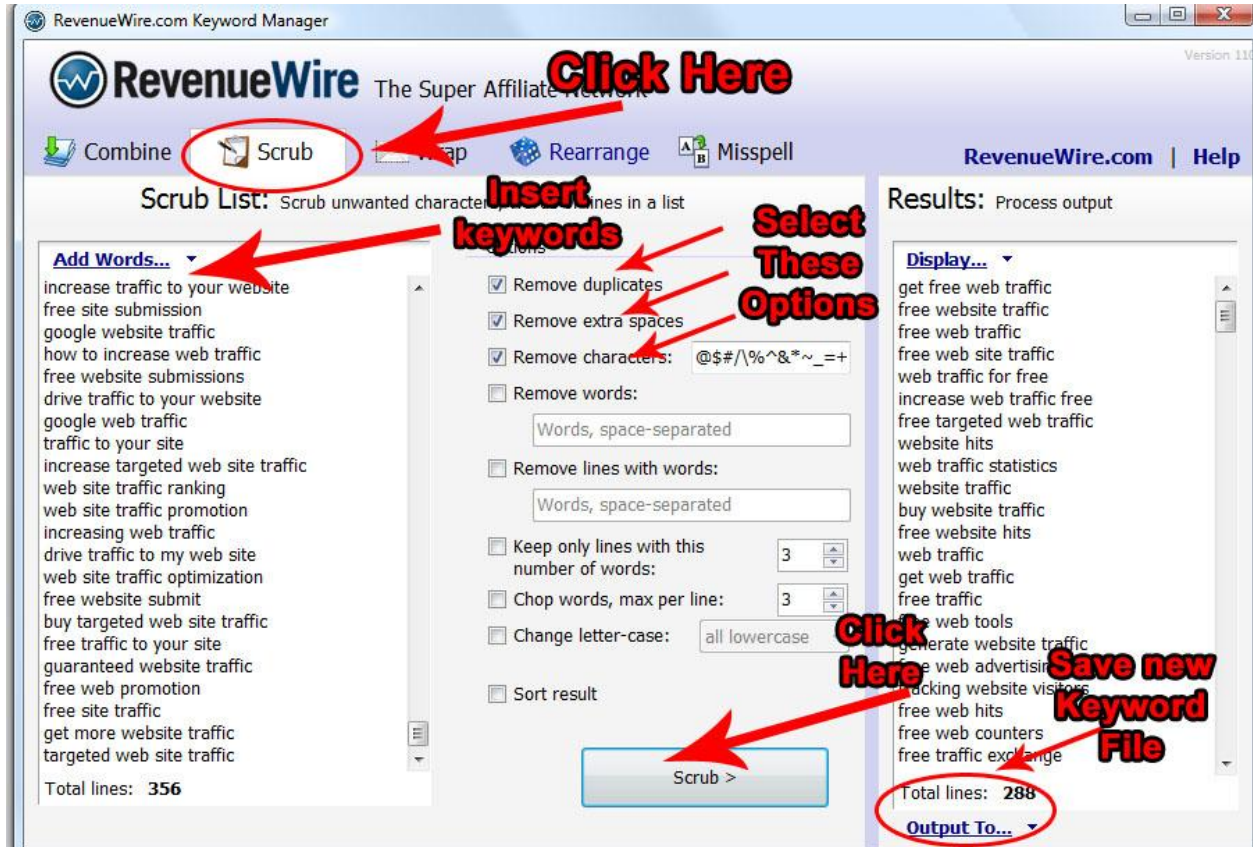 RevenueWire.com Keyword Manager
Version 110
RevenueWire The Super Affiliate Network
Click Here
Combine Scrub Wrap Rearrange Misspell
RevenueWire.com | Help
Scrub List: Scrub unwanted lines in a list
Insert keywords
Select These Options
Add Words...
increase traffic to your website
free site submission
google website traffic
how to increase web traffic
free website submissions
drive traffic to your website
google web traffic
traffic to your site
increase targeted web site traffic
web site traffic ranking
web site traffic promotion
increasing web traffic
drive traffic to my web site
web site traffic optimization
free website submit
buy targeted web site traffic
free traffic to your site
guaranteed website traffic
free web promotion
free site traffic
get more website traffic
targeted web site traffic
Total lines: 356
Options
Remove duplicates
Remove extra spaces
Remove characters: @$#/\%^&*~_=+
Remove words:
Words, space-separated
Remove lines with words:
Words, space-separated
Keep only lines with this
number of words: 3
Chop words, max per line: 3
Change letter-case: all lowercase
Sort result
Click
Here
Scrub >
Results: Process output
Display...
get free web traffic
free website traffic
free web traffic
free web site traffic
web traffic for free
increase web traffic free
free targeted web traffic
website hits
web traffic statistics
website traffic
buy website traffic
free website hits
web traffic
get web traffic
free traffic
free web tools
generate website traffic
free web advertising
tracking website visitors
free web hits
free web counters
free traffic exchange
Save new
Keyword
File
Total lines: 288
Output To...